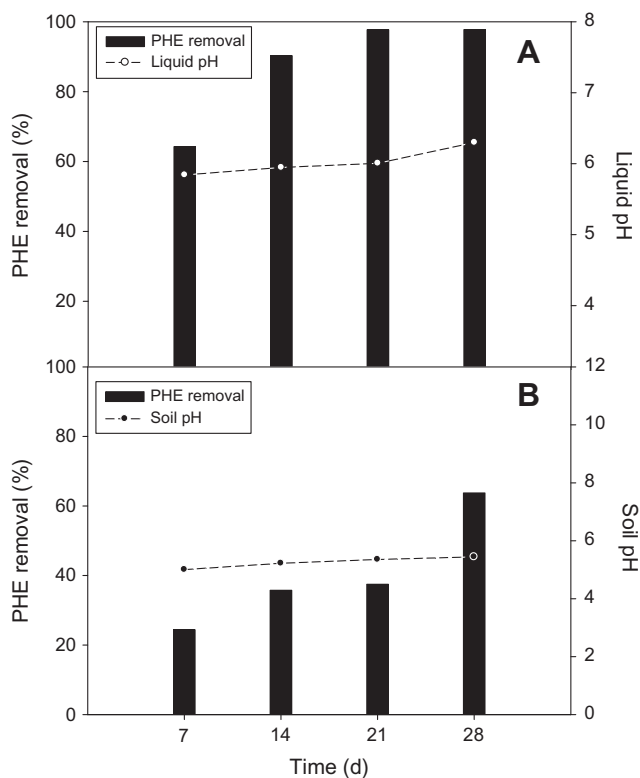 100
80
60
40
20
PHE removal (%)
PHE removal
Liquid pH
A
8
7
6
5
4
Liquid pH
100
80
60
40
20
0
PHE removal (%)
PHE removal
Soil pH
B
12
10
8
6
4
2
0
Soil pH
7 14 21 28
Time (d)